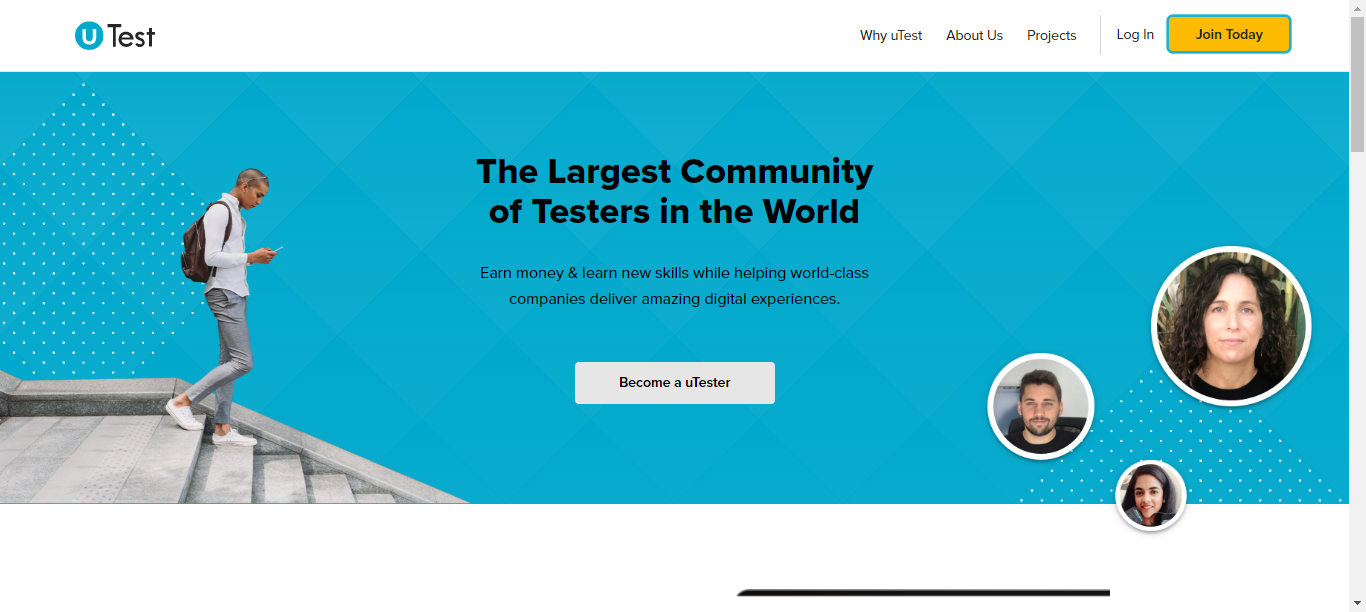 uTest
Why uTest
About Us
Projects
Log In
Join Today
The Largest Community
of Testers in the World
Earn money & learn new skills while helping world-class
companies deliver amazing digital experiences.
Become a uTester